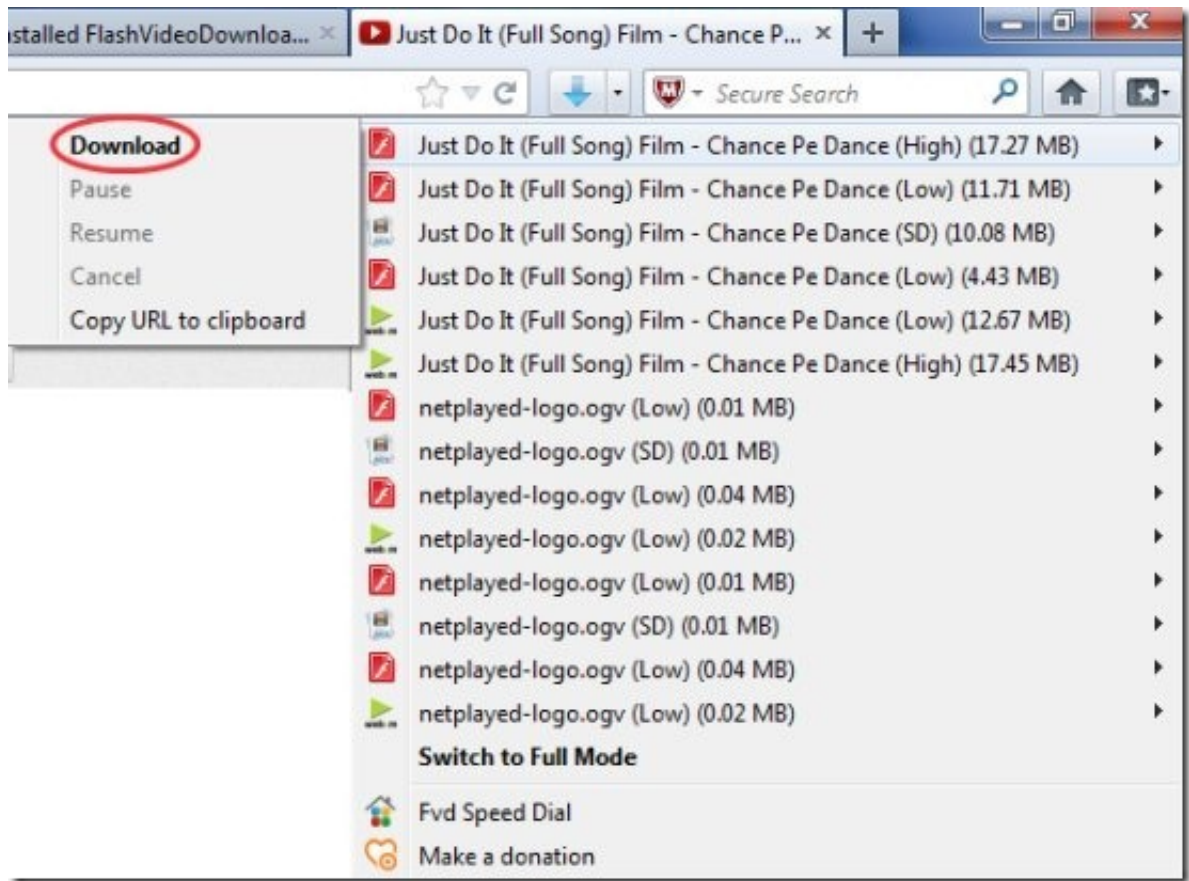 stalled FlashVideoDownloa...
Just Do It (Full Song) Film - Chance P...
Secure Search
Download
Pause
Resume
Cancel
Copy URL to clipboard
Just Do It (Full Song) Film - Chance Pe Dance (High) (17.27 MB)
Just Do It (Full Song) Film - Chance Pe Dance (Low) (11.71 MB)
Just Do It (Full Song) Film - Chance Pe Dance (SD) (10.08 MB)
Just Do It (Full Song) Film - Chance Pe Dance (Low) (4.43 MB)
Just Do It (Full Song) Film - Chance Pe Dance (Low) (12.67 MB)
Just Do It (Full Song) Film - Chance Pe Dance (High) (17.45 MB)
netplayed-logo.ogv (Low) (0.01 MB)
netplayed-logo.ogv (SD) (0.01 MB)
netplayed-logo.ogv (Low) (0.04 MB)
netplayed-logo.ogv (Low) (0.02 MB)
netplayed-logo.ogv (Low) (0.01 MB)
netplayed-logo.ogv (SD) (0.01 MB)
netplayed-logo.ogv (Low) (0.04 MB)
netplayed-logo.ogv (Low) (0.02 MB)
Switch to Full Mode
Fvd Speed Dial
Make a donation